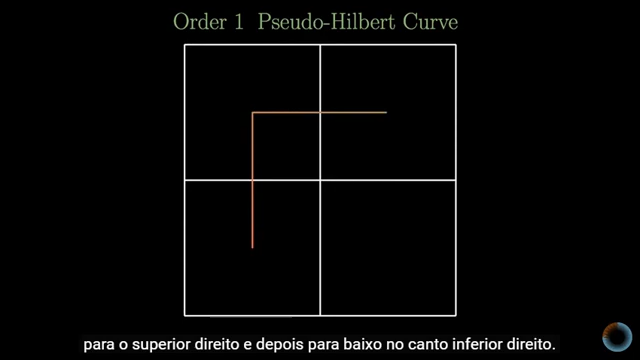 Order 1 Pseudo-Hilbert Curve
para o superior direito e depois para baixo no canto inferior direito.